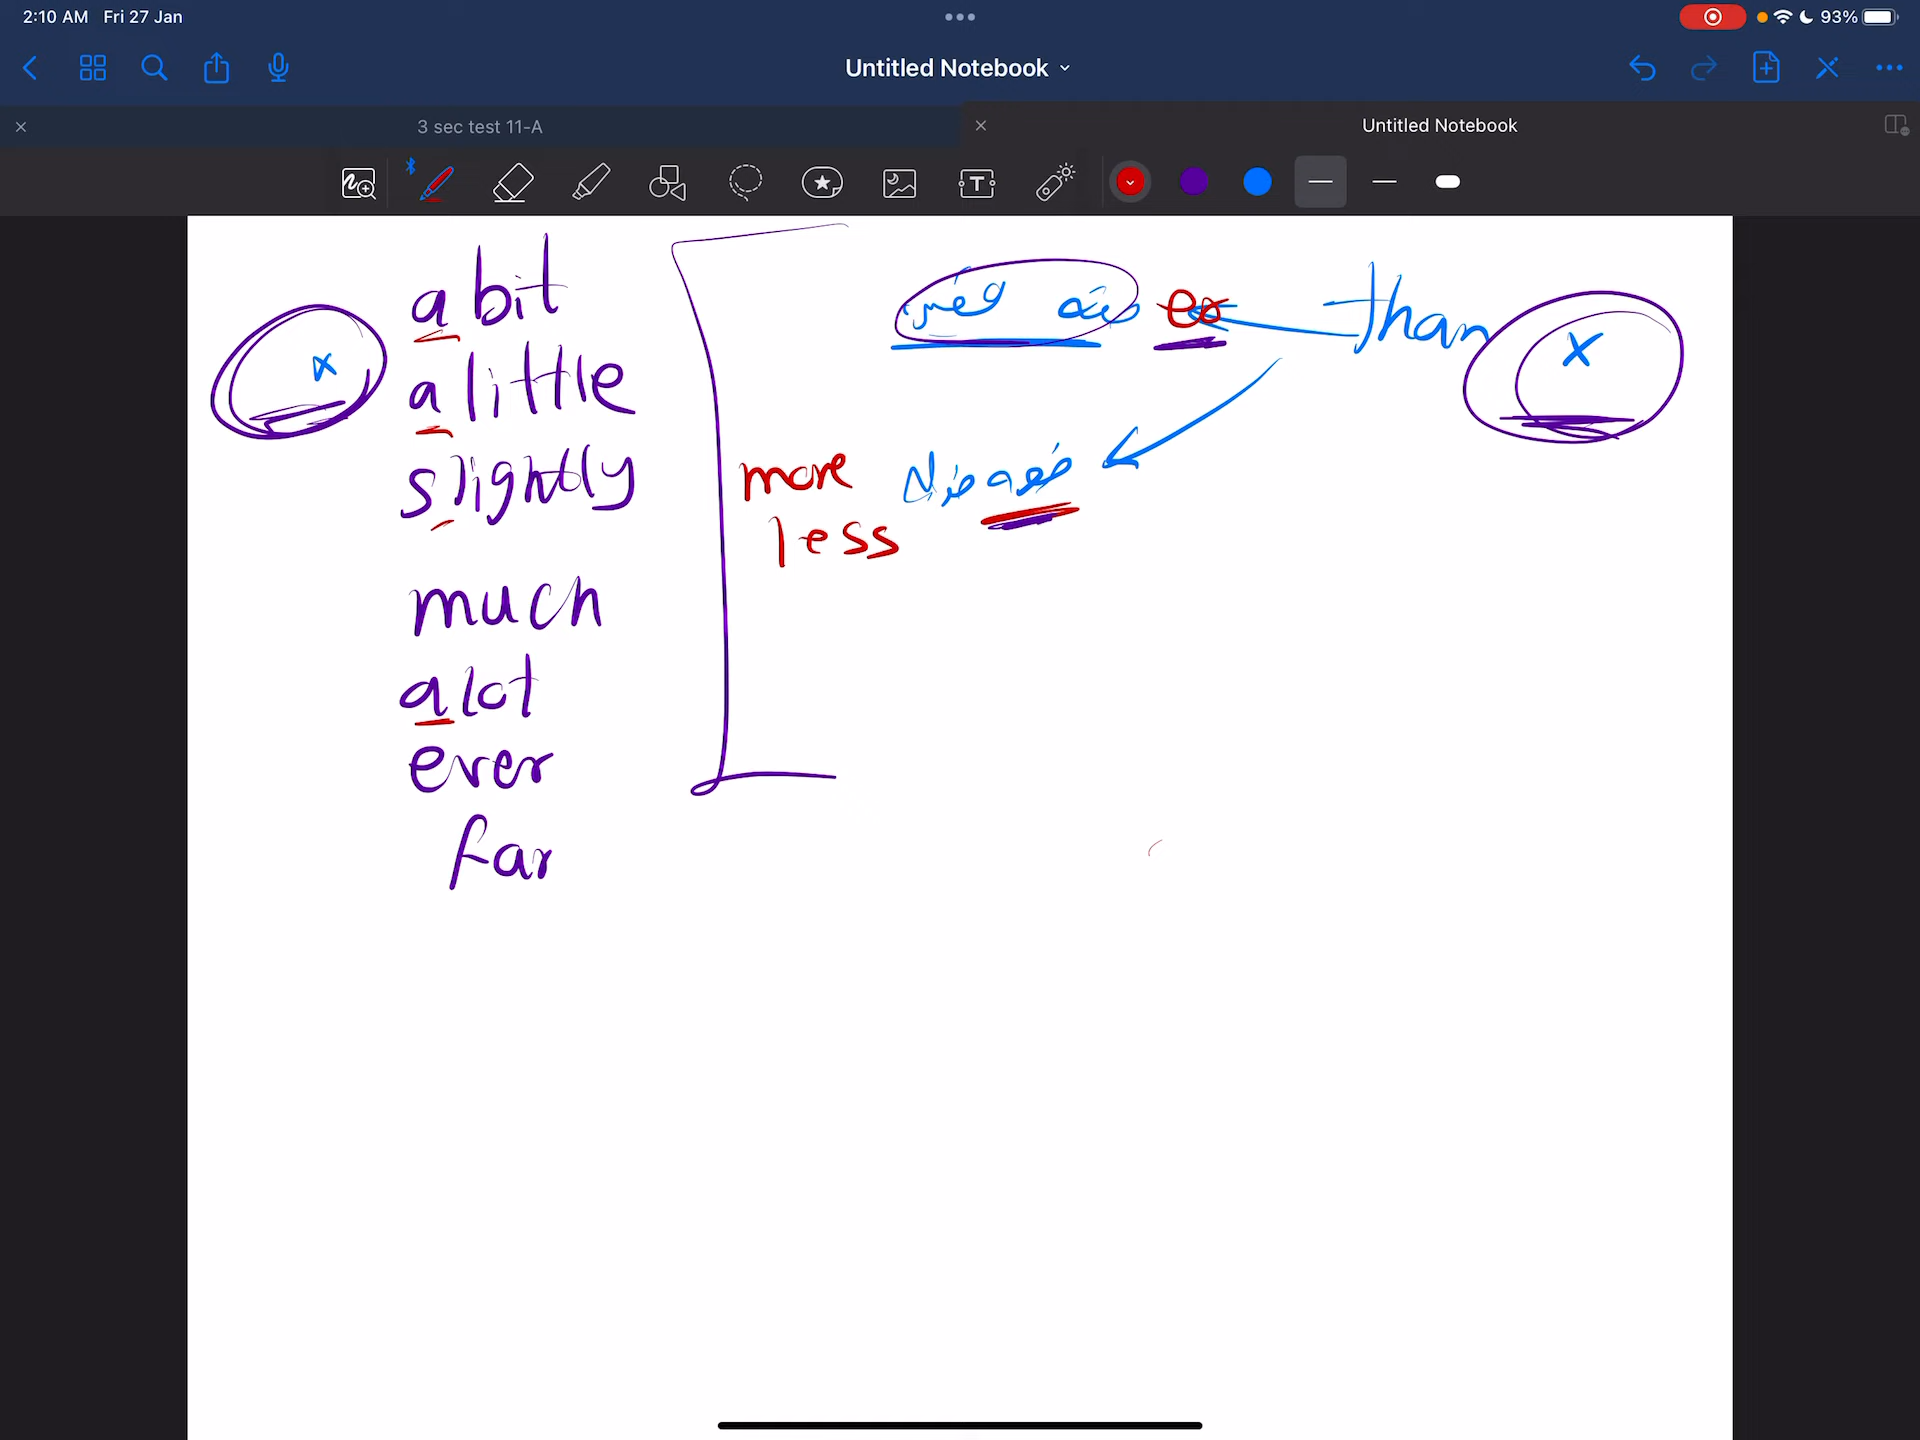 2:10 AM Fri 27 Jan
93%
Untitled Notebook
3 sec test 11-A
Untitled Notebook
T
a bit
x er than x
a little
slightly
more
less
much
a lot
ever
far